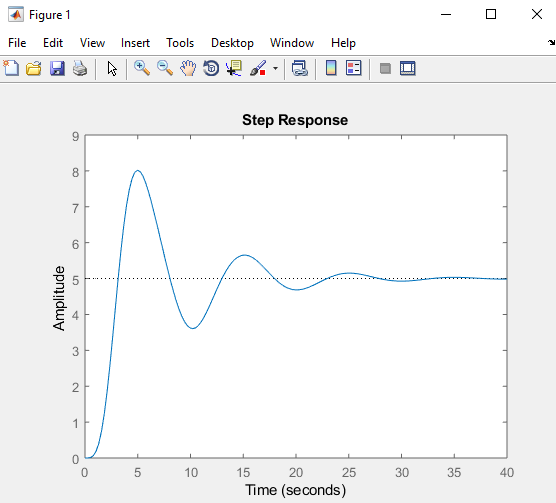 Figure 1
File Edit View Insert Tools Desktop Window Help
Step Response
9
8
7
6
5
4
3
2
1
0
Amplitude
0 5 10 15 20 25 30 35 40
Time (seconds)